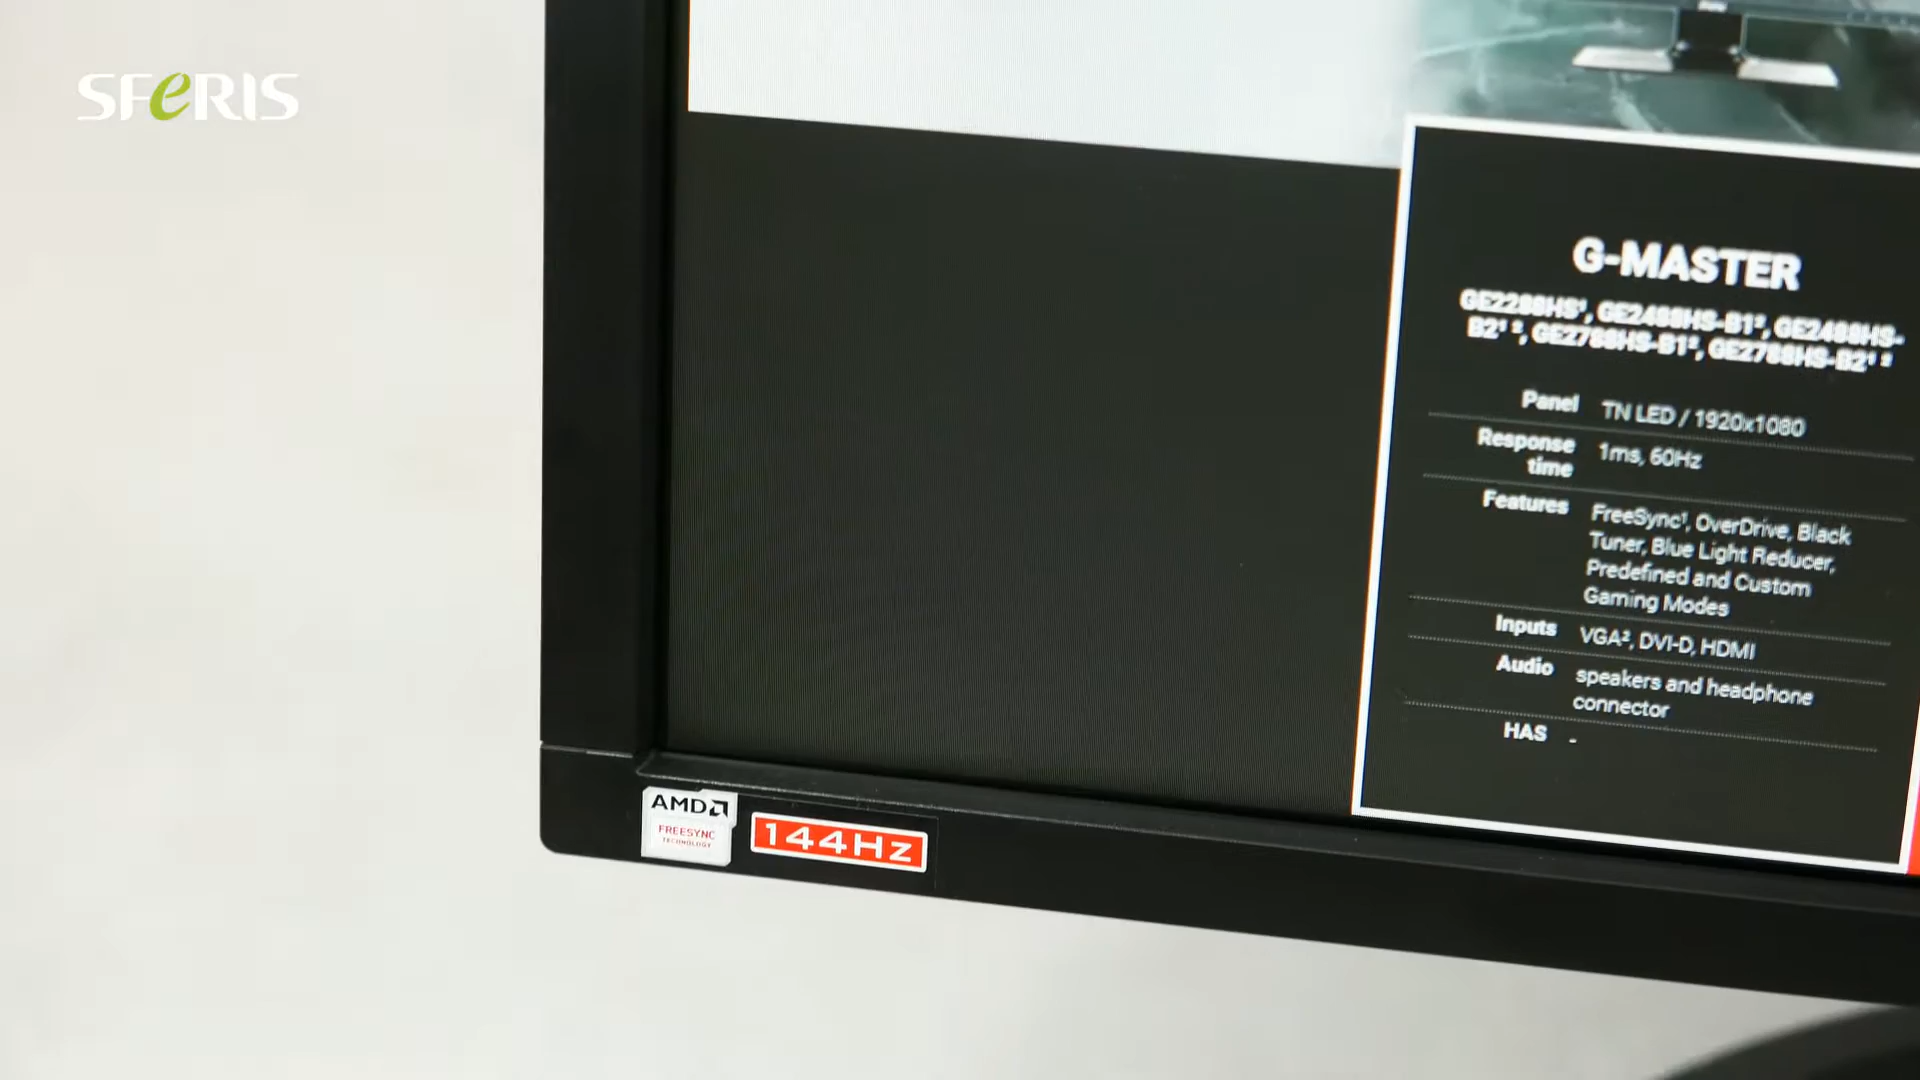 SFERIS
G-MASTER
GE2288HS¹, GE2488HS-B1², GE2488HS-
B2¹ ², GE2788HS-B1², GE2788HS-B2¹ ²
Panel TN LED / 1920x1080
Response time 1ms, 60Hz
Features FreeSync¹, OverDrive, Black
Tuner, Blue Light Reducer,
Predefined and Custom
Gaming Modes
Inputs VGA², DVI-D, HDMI
Audio speakers and headphone
connector
HAS -
AMD
FREESYNC
TECHNOLOGY
144Hz